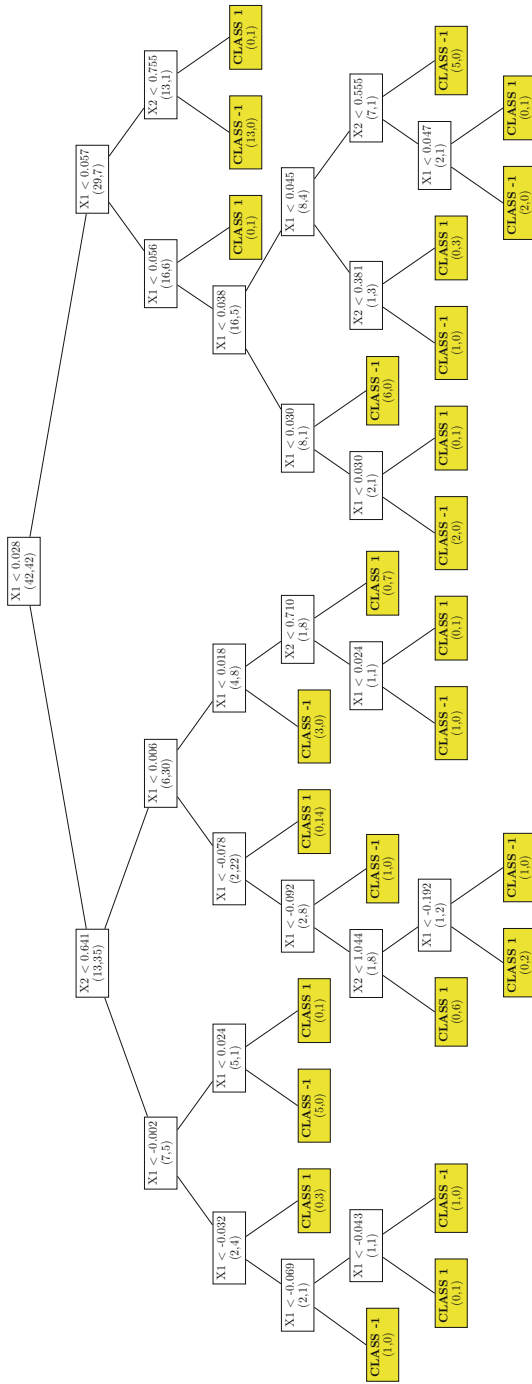 X1 < 0.028
(42,42)
X2 < 0.641
(13,35)
X1 < 0.057
(29,7)
X1 < -0.002
(7,5)
X1 < 0.006
(6,30)
X1 < 0.056
(16,6)
X2 < 0.755
(13,1)
X1 < -0.032
(2,4)
X1 < 0.024
(5,1)
X1 < -0.078
(2,22)
X1 < 0.018
(4,8)
X1 < 0.038
(16,5)
CLASS 1
(0,1)
CLASS -1
(13,0)
CLASS 1
(0,1)
X1 < -0.069
(2,1)
CLASS 1
(0,3)
CLASS -1
(5,0)
CLASS 1
(0,1)
X1 < -0.092
(2,8)
CLASS 1
(0,14)
CLASS -1
(3,0)
X2 < 0.710
(1,8)
X1 < 0.030
(8,1)
X1 < 0.045
(8,4)
CLASS -1
(1,0)
X1 < -0.043
(1,1)
X2 < 1.044
(1,8)
CLASS -1
(1,0)
X1 < 0.024
(1,1)
CLASS 1
(0,7)
X1 < 0.030
(2,1)
CLASS -1
(6,0)
X2 < 0.381
(1,3)
X2 < 0.555
(7,1)
CLASS 1
(0,1)
CLASS -1
(1,0)
CLASS 1
(0,6)
X1 < -0.192
(1,2)
CLASS -1
(1,0)
CLASS 1
(0,1)
CLASS -1
(2,0)
CLASS 1
(0,1)
CLASS -1
(1,0)
CLASS 1
(0,3)
X1 < 0.047
(2,1)
CLASS -1
(5,0)
CLASS 1
(0,2)
CLASS -1
(1,0)
CLASS -1
(2,0)
CLASS 1
(0,1)